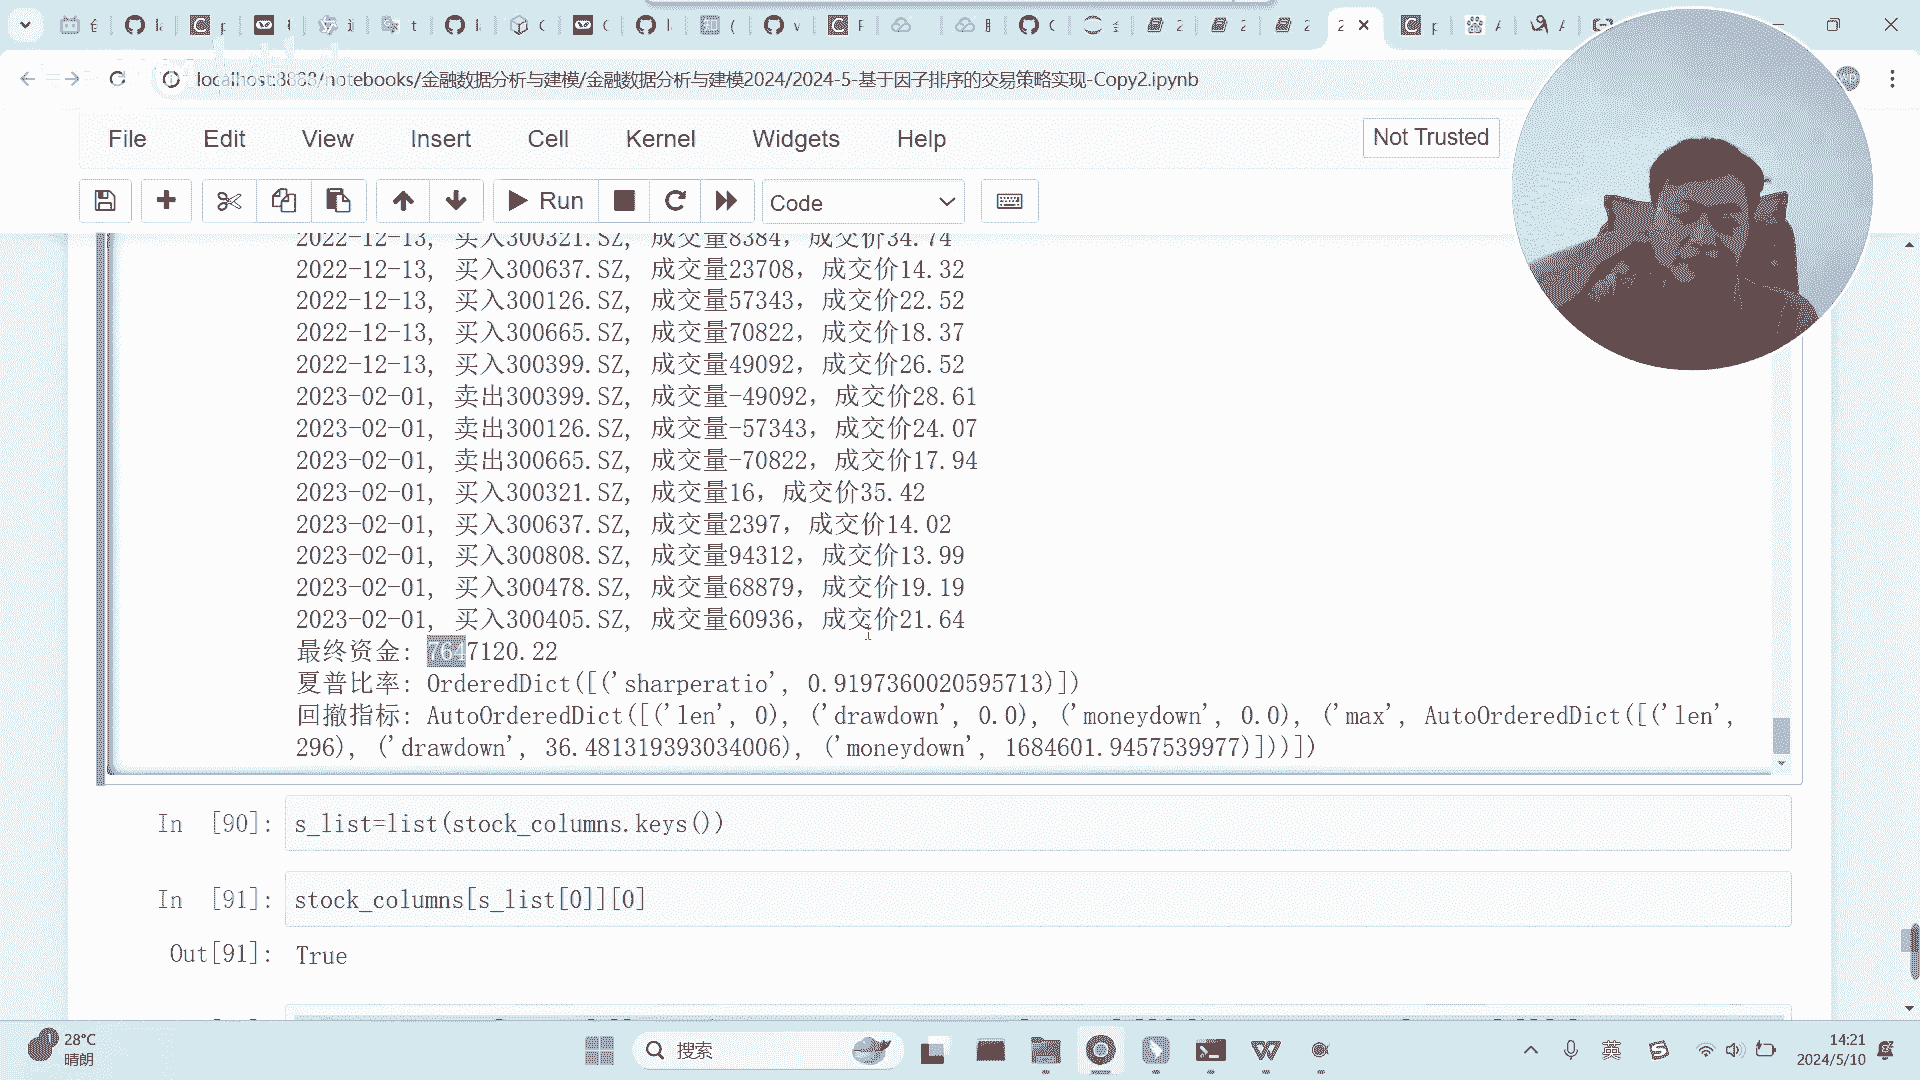 localhost:8888/notebooks/金融数据分析与建模/金融数据分析与建模2024/2024-5-基于因子排序的交易策略实现-Copy2.ipynb
File Edit View Insert Cell Kernel Widgets Help
Not Trusted
Run
Code
2022-12-13, 买入300321.SZ, 成交量8384，成交价34.74
2022-12-13, 买入300637.SZ, 成交量23708，成交价14.32
2022-12-13, 买入300126.SZ, 成交量57343，成交价22.52
2022-12-13, 买入300665.SZ, 成交量70822，成交价18.37
2022-12-13, 买入300399.SZ, 成交量49092，成交价26.52
2023-02-01, 卖出300399.SZ, 成交量-49092，成交价28.61
2023-02-01, 卖出300126.SZ, 成交量-57343，成交价24.07
2023-02-01, 卖出300665.SZ, 成交量-70822，成交价17.94
2023-02-01, 买入300321.SZ, 成交量16，成交价35.42
2023-02-01, 买入300637.SZ, 成交量2397，成交价14.02
2023-02-01, 买入300808.SZ, 成交量94312，成交价13.99
2023-02-01, 买入300478.SZ, 成交量68879，成交价19.19
2023-02-01, 买入300405.SZ, 成交量60936，成交价21.64
最终资金: 7647120.22
夏普比率: OrderedDict([('sharperatio', 0.9197360020595713)])
回撤指标: AutoOrderedDict([('len', 0), ('drawdown', 0.0), ('moneydown', 0.0), ('max', AutoOrderedDict([('len',
296), ('drawdown', 36.481319393034006), ('moneydown', 1684601.9457539977)]))])
In [90]: s_list=list(stock_columns.keys())
In [91]: stock_columns[s_list[0]][0]
Out[91]: True
28°C
晴朗
搜索
英
14:21
2024/5/10